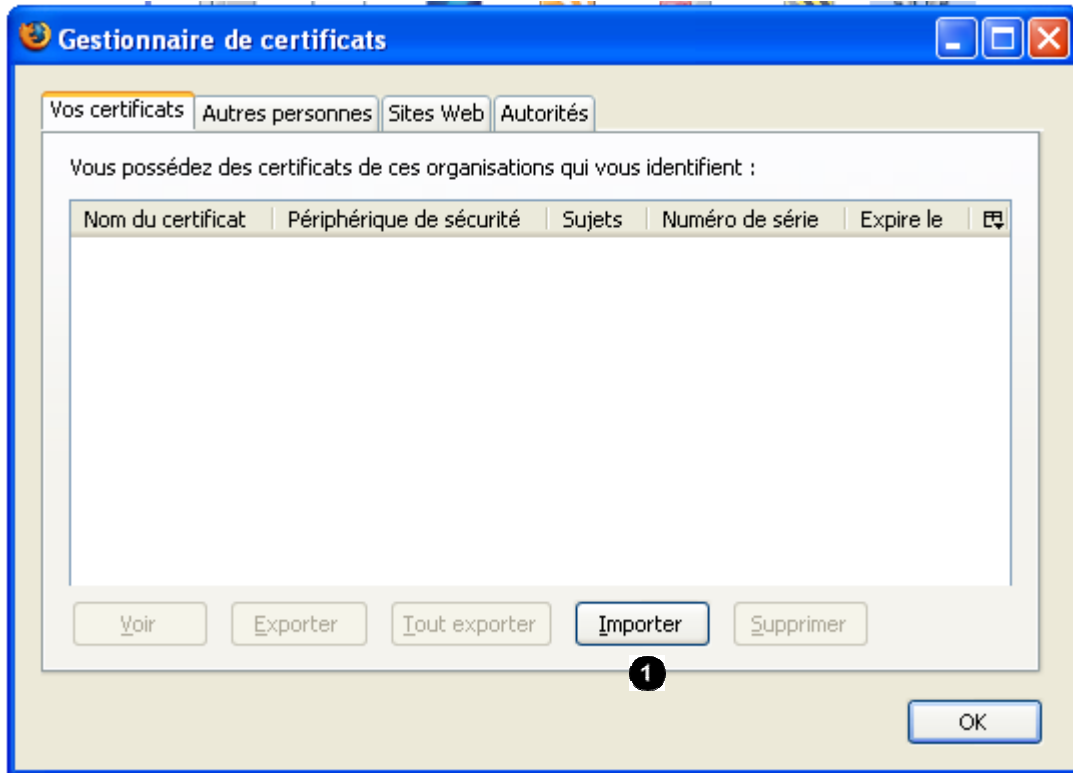 Gestionnaire de certificats
Vos certificats Autres personnes Sites Web Autorités
Vous possédez des certificats de ces organisations qui vous identifient :
Nom du certificat Périphérique de sécurité Sujets Numéro de série Expire le
Voir Exporter Tout exporter Importer Supprimer
1
OK